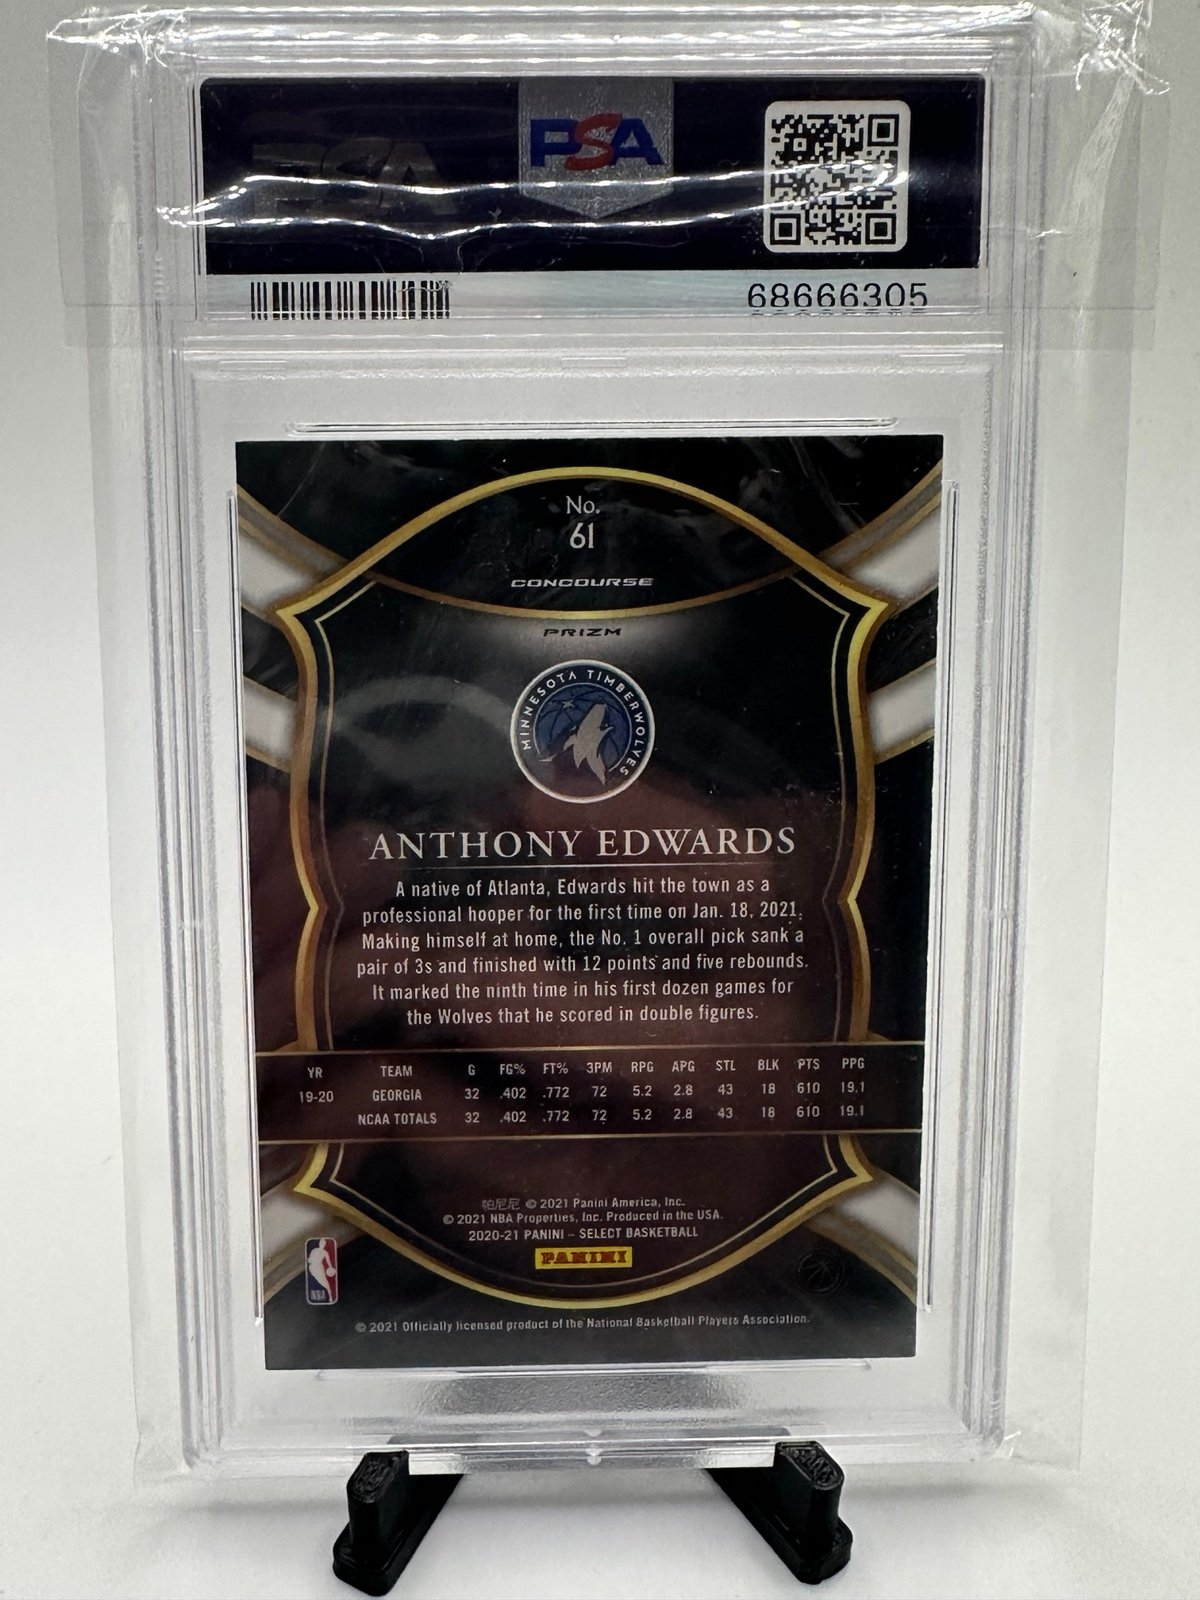 PSA
68666305
No.
61
CONCOURSE
PRIZM
MINNESOTA TIMBERWOLVES
ANTHONY EDWARDS
A native of Atlanta, Edwards hit the town as a
professional hooper for the first time on Jan. 18, 2021.
Making himself at home, the No. 1 overall pick sank a
pair of 3s and finished with 12 points and five rebounds.
It marked the ninth time in his first dozen games for
the Wolves that he scored in double figures.
YR TEAM G FG% FT% 3PM RPG APG STL BLK PTS PPG
19-20 GEORGIA 32 .402 .772 72 5.2 2.8 43 18 610 19.1
NCAA TOTALS 32 .402 .772 72 5.2 2.8 43 18 610 19.1
帕尼尼 © 2021 Panini America, Inc.
© 2021 NBA Properties, Inc. Produced in the USA.
2020-21 PANINI – SELECT BASKETBALL
PANINI
NBA
© 2021 Officially licensed product of the National Basketball Players Association.